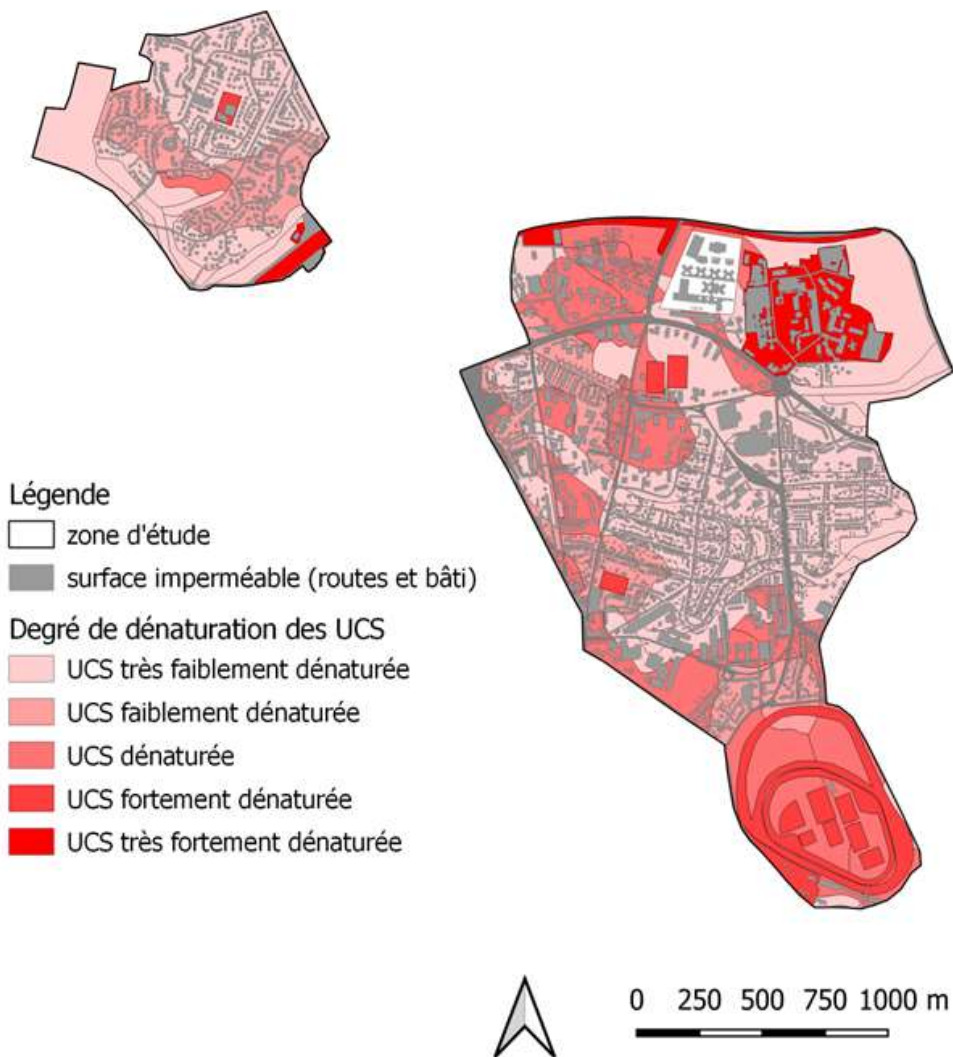 Légende
zone d'étude
surface imperméable (routes et bâti)
Degré de dénaturation des UCS
UCS très faiblement dénaturée
UCS faiblement dénaturée
UCS dénaturée
UCS fortement dénaturée
UCS très fortement dénaturée
0 250 500 750 1000 m